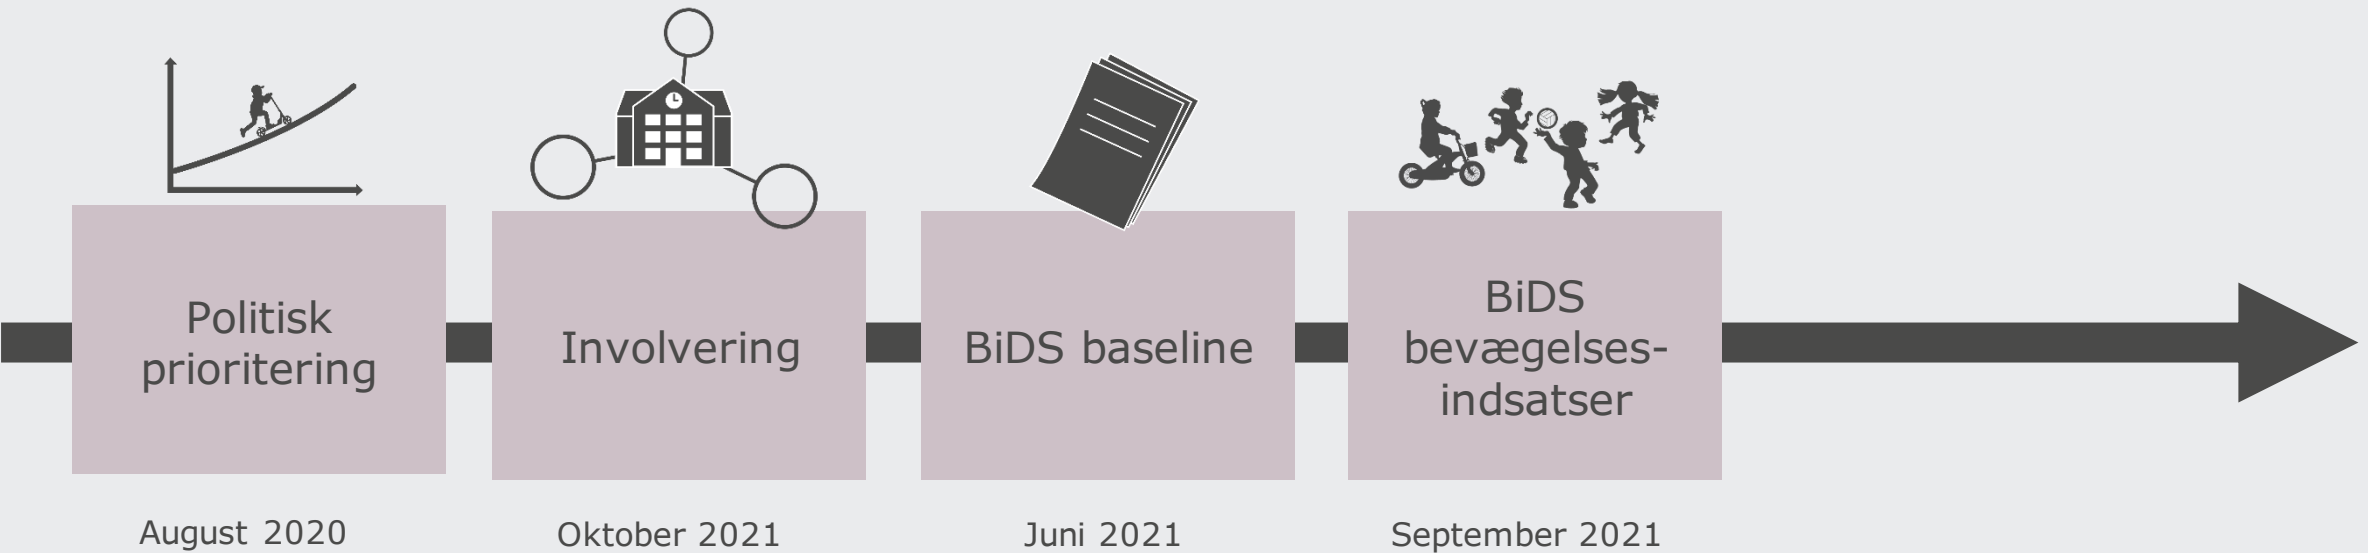 Politisk
prioritering
August 2020
Involvering
Oktober 2021
BiDS baseline
Juni 2021
BiDS
bevægelses-
indsatser
September 2021